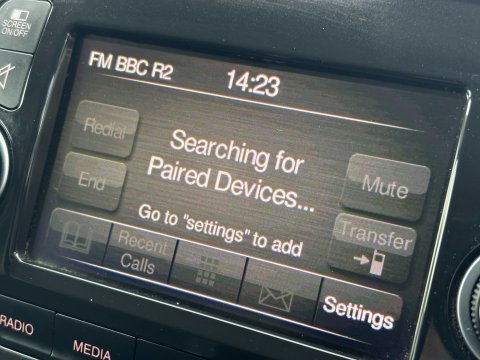 SCREEN
ON/OFF
FM BBC R2
14:23
Redial
Searching for
Paired Devices...
Mute
End
Go to "settings" to add
Transfer
Recent
Calls
Settings
RADIO
MEDIA